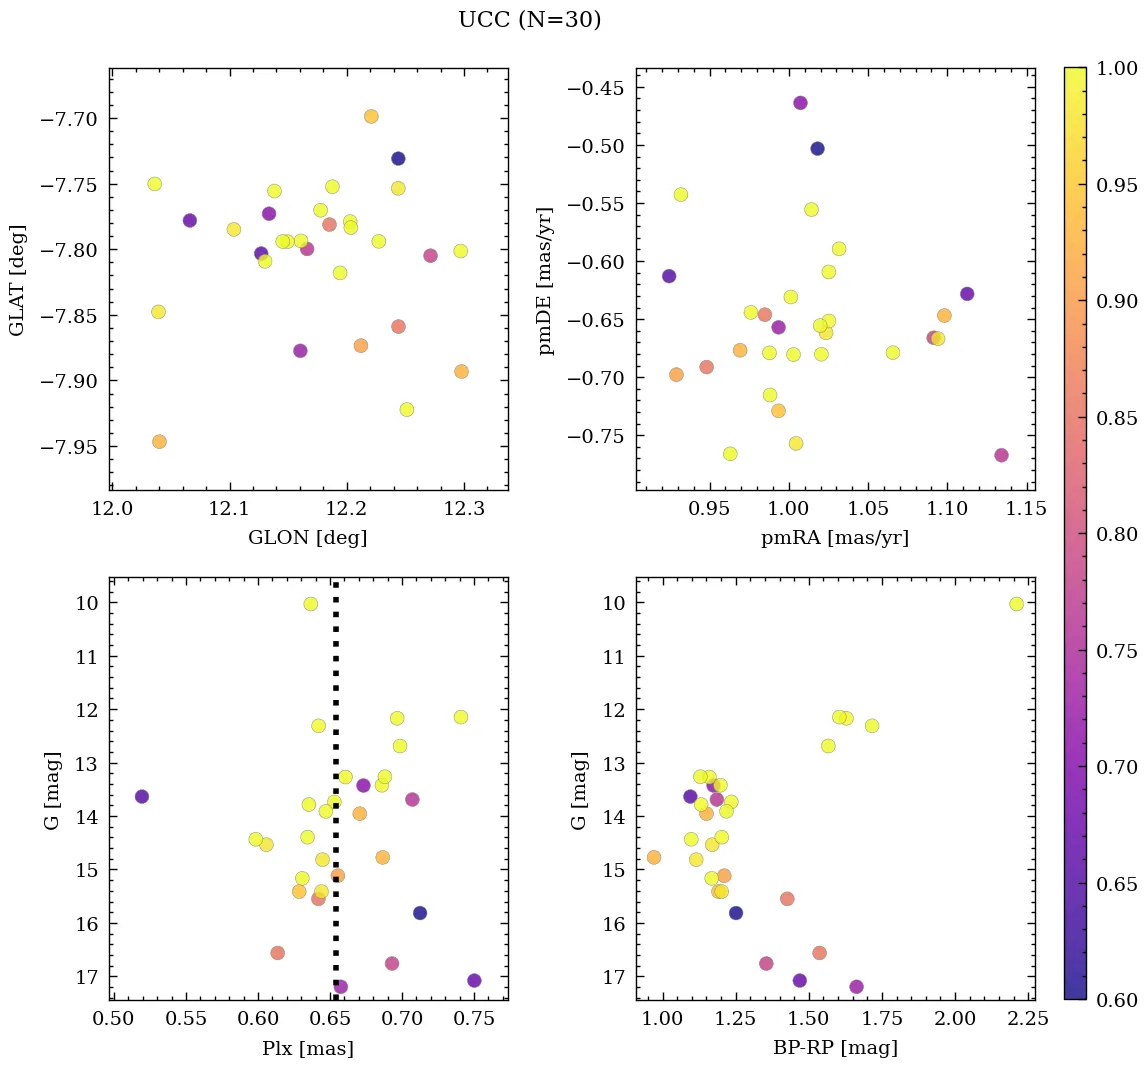 UCC (N=30)
−7.70
−7.75
−7.80
−7.85
−7.90
−7.95
GLAT [deg]
12.0 12.1 12.2 12.3
GLON [deg]
−0.45
−0.50
−0.55
−0.60
−0.65
−0.70
−0.75
pmDE [mas/yr]
0.95 1.00 1.05 1.10 1.15
pmRA [mas/yr]
10
11
12
13
14
15
16
17
G [mag]
0.50 0.55 0.60 0.65 0.70 0.75
Plx [mas]
10
11
12
13
14
15
16
17
G [mag]
1.00 1.25 1.50 1.75 2.00 2.25
BP-RP [mag]
1.00
0.95
0.90
0.85
0.80
0.75
0.70
0.65
0.60